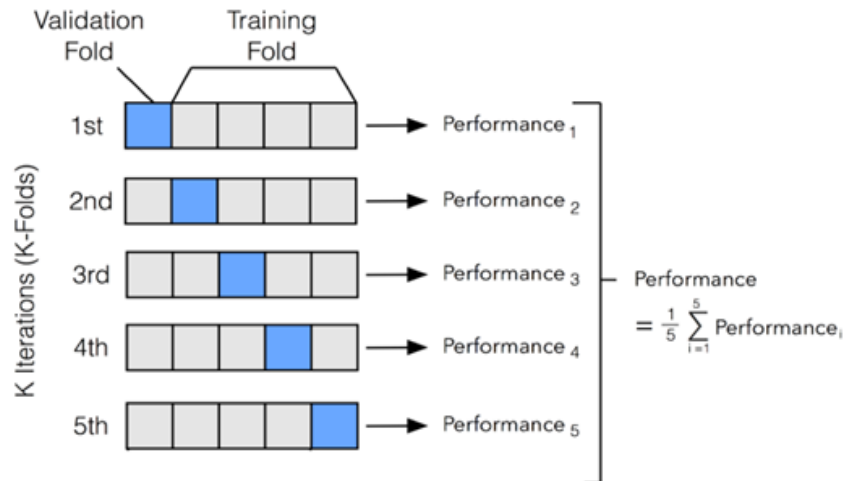 Validation
Fold
Training
Fold
K Iterations (K-Folds)
1st
Performance 1
2nd
Performance 2
3rd
Performance 3
4th
Performance 4
5th
Performance 5
Performance
= 1/5 5∑i=1 Performance i